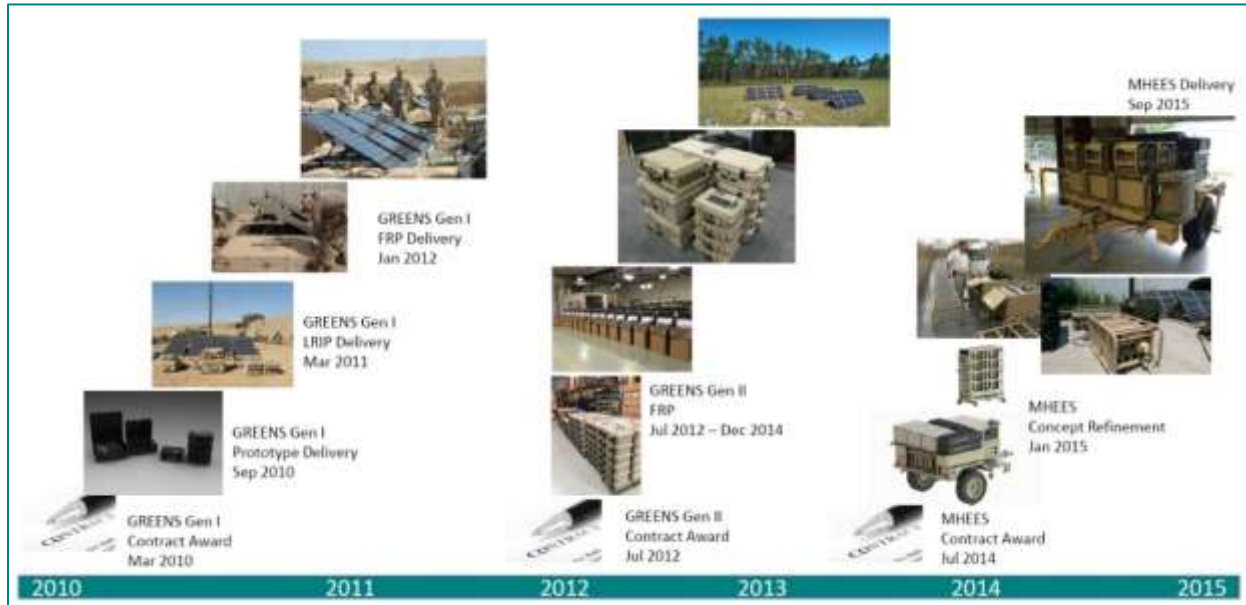 MHEES Delivery
Sep 2015
GREENS Gen I
FRP Delivery
Jan 2012
GREENS Gen I
LRIP Delivery
Mar 2011
GREENS Gen II
FRP
Jul 2012 – Dec 2014
MHEES
Concept Refinement
Jan 2015
GREENS Gen I
Prototype Delivery
Sep 2010
CONTRACT
GREENS Gen I
Contract Award
Mar 2010
CONTRACT
GREENS Gen II
Contract Award
Jul 2012
CONTRACT
MHEES
Contract Award
Jul 2014
2010 2011 2012 2013 2014 2015